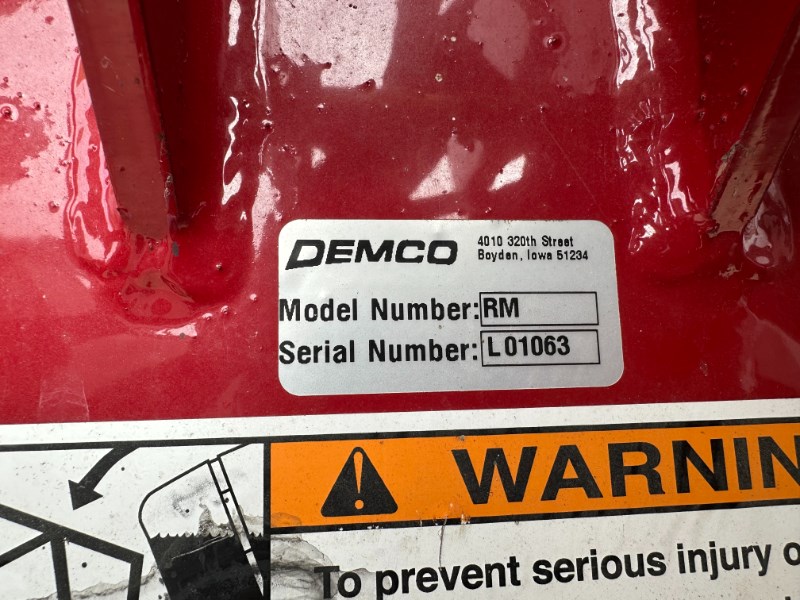 DEMCO
4010 320th Street
Boyden, Iowa 51234
Model Number: RM
Serial Number: L01063
WARNIN
To prevent serious injury o